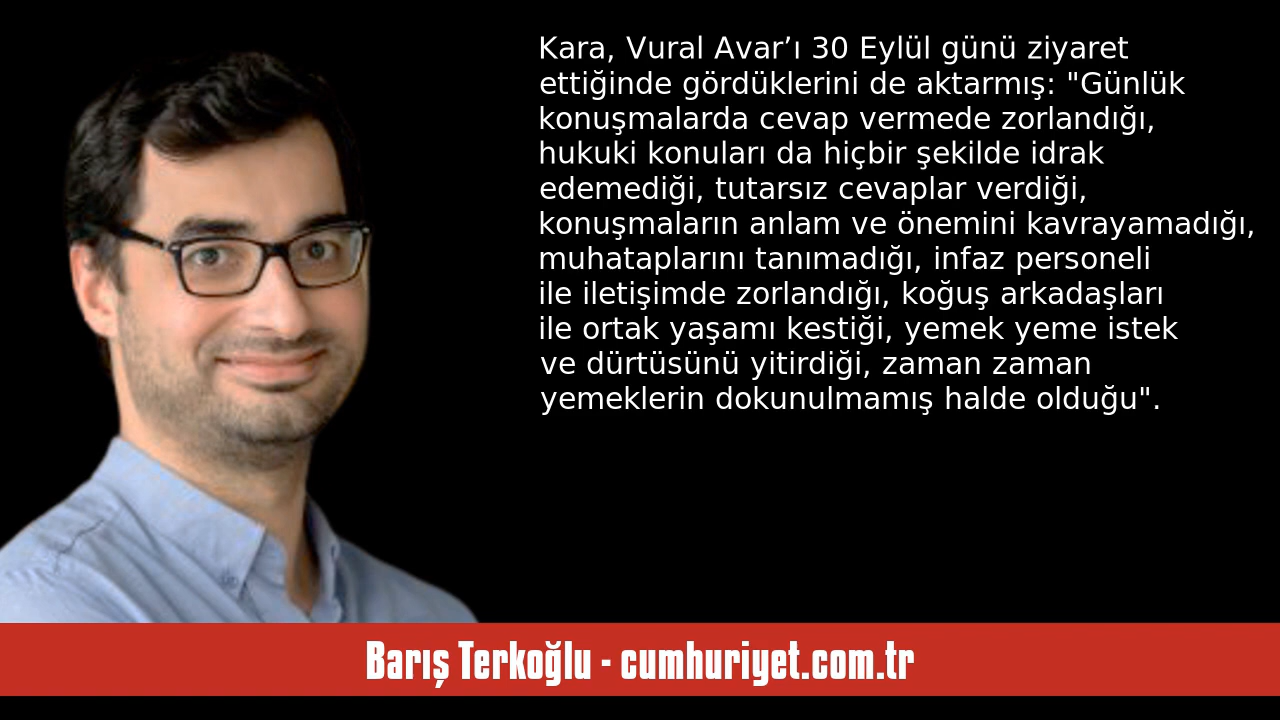 Kara, Vural Avar’ı 30 Eylül günü ziyaret
ettiğinde gördüklerini de aktarmış: "Günlük
konuşmalarda cevap vermede zorlandığı,
hukuki konuları da hiçbir şekilde idrak
edemediği, tutarsız cevaplar verdiği,
konuşmaların anlam ve önemini kavrayamadığı,
muhataplarını tanımadığı, infaz personeli
ile iletişimde zorlandığı, koğuş arkadaşları
ile ortak yaşamı kestiği, yemek yeme istek
ve dürtüsünü yitirdiği, zaman zaman
yemeklerin dokunulmamış halde olduğu".
Barış Terkoğlu - cumhuriyet.com.tr